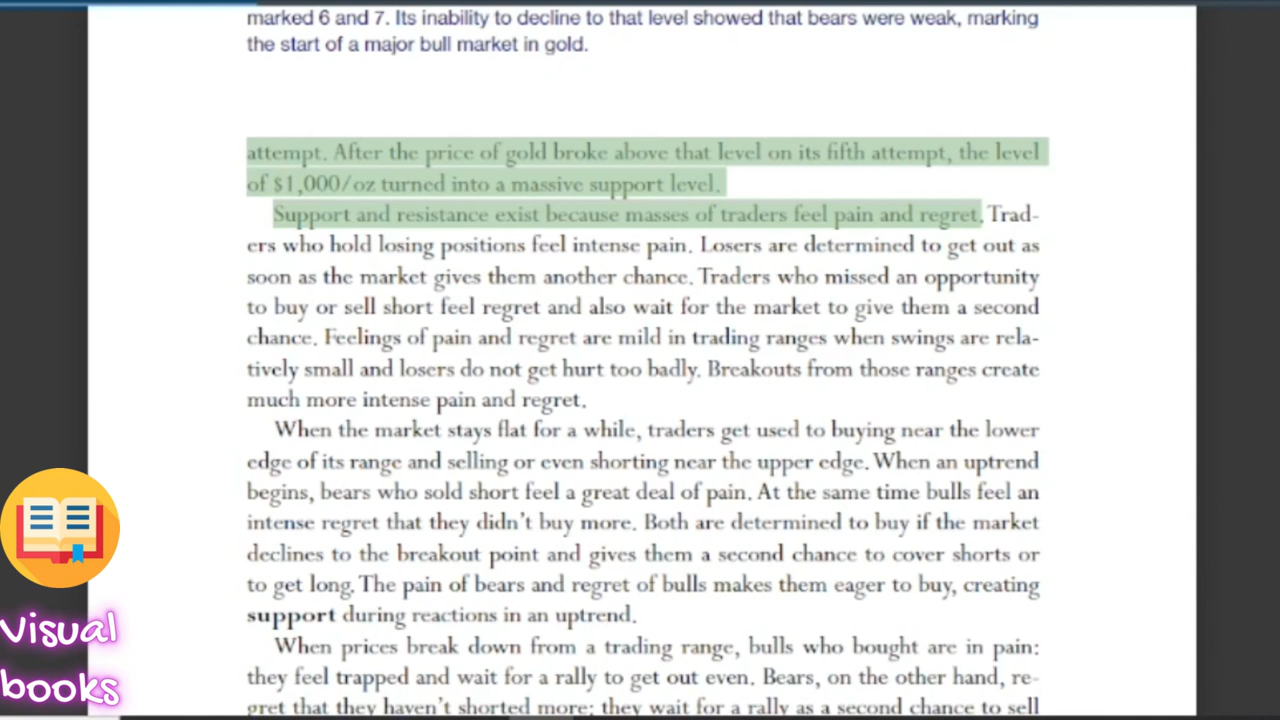 marked 6 and 7. Its inability to decline to that level showed that bears were weak, marking
the start of a major bull market in gold.
attempt. After the price of gold broke above that level on its fifth attempt, the level
of $1,000/oz turned into a massive support level.
Support and resistance exist because masses of traders feel pain and regret. Trad-
ers who hold losing positions feel intense pain. Losers are determined to get out as
soon as the market gives them another chance. Traders who missed an opportunity
to buy or sell short feel regret and also wait for the market to give them a second
chance. Feelings of pain and regret are mild in trading ranges when swings are rela-
tively small and losers do not get hurt too badly. Breakouts from those ranges create
much more intense pain and regret.
When the market stays flat for a while, traders get used to buying near the lower
edge of its range and selling or even shorting near the upper edge. When an uptrend
begins, bears who sold short feel a great deal of pain. At the same time bulls feel an
intense regret that they didn't buy more. Both are determined to buy if the market
declines to the breakout point and gives them a second chance to cover shorts or
to get long. The pain of bears and regret of bulls makes them eager to buy, creating
support during reactions in an uptrend.
When prices break down from a trading range, bulls who bought are in pain:
they feel trapped and wait for a rally to get out even. Bears, on the other hand, re-
gret that they haven't shorted more: they wait for a rally as a second chance to sell
Visual
books